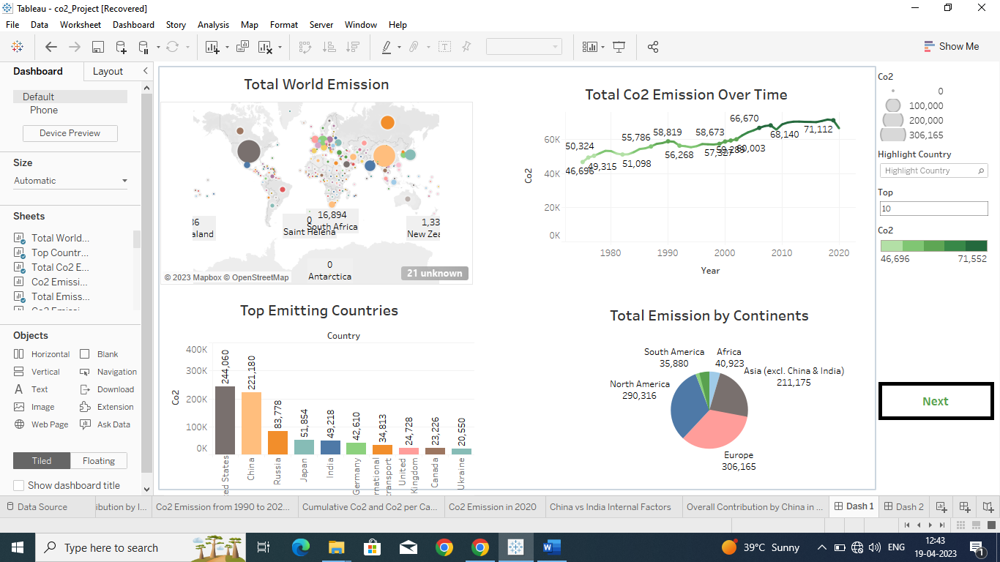 Tableau - co2_Project [Recovered]
File Data Worksheet Dashboard Story Analysis Map Format Server Window Help
Show Me
Dashboard Layout
Default
Phone
Device Preview
Size
Automatic
Sheets
Total World...
Top Countr...
Total Co2 E...
Co2 Emissi...
Total Emiss...
Co2 Emissi...
Objects
Horizontal Blank
Vertical Navigation
Text Download
Image Extension
Web Page Ask Data
Tiled Floating
Show dashboard title
Total World Emission
36
aland
0
Saint Helena
16,894
South Africa
1,33
New Zea
0
Antarctica
© 2023 Mapbox © OpenStreetMap
21 unknown
Total Co2 Emission Over Time
Co2
60K
40K
20K
0K
50,324
46,696
49,315
55,786
51,098
58,819
56,268
58,673
57,327
59,289
60,003
66,670
68,140
71,112
1980 1990 2000 2010 2020
Year
Top Emitting Countries
Country
Co2
400K
300K
200K
100K
0K
244,060
221,180
83,778
51,854
49,218
42,610
34,813
24,728
23,226
20,550
ed States
China
Russia
Japan
India
Germany
rnational
transport
United
Kingdom
Canada
Ukraine
Total Emission by Continents
South America
35,880
Africa
40,923
Asia (excl. China & India)
211,175
North America
290,316
Europe
306,165
Co2
0
100,000
200,000
306,165
Highlight Country
Highlight Country
Top
10
Co2
46,696 71,552
Next
Data Source ibution by I... Co2 Emission from 1990 to 202... Cumulative Co2 and Co2 per Ca... Co2 Emission in 2020 China vs India Internal Factors Overall Contribution by China in ... Dash 1 Dash 2
Type here to search
39°C Sunny
ENG
12:43
19-04-2023
1